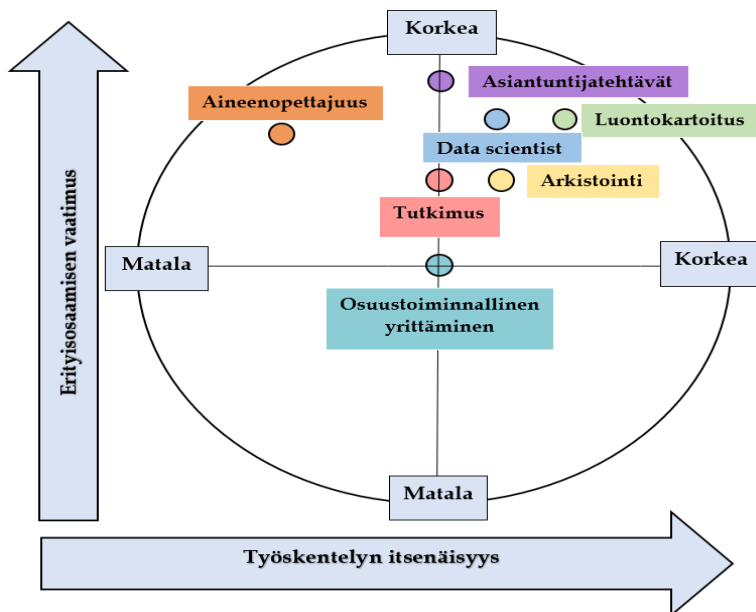 Korkea
Asiantuntijatehtävät
Aineenopettajuus
Luontokartoitus
Data scientist
Arkistointi
Tutkimus
Matala
Korkea
Osuustoiminnallinen
yrittäminen
Matala
Erityisosaamisen vaatimus
Työskentelyn itsenäisyys